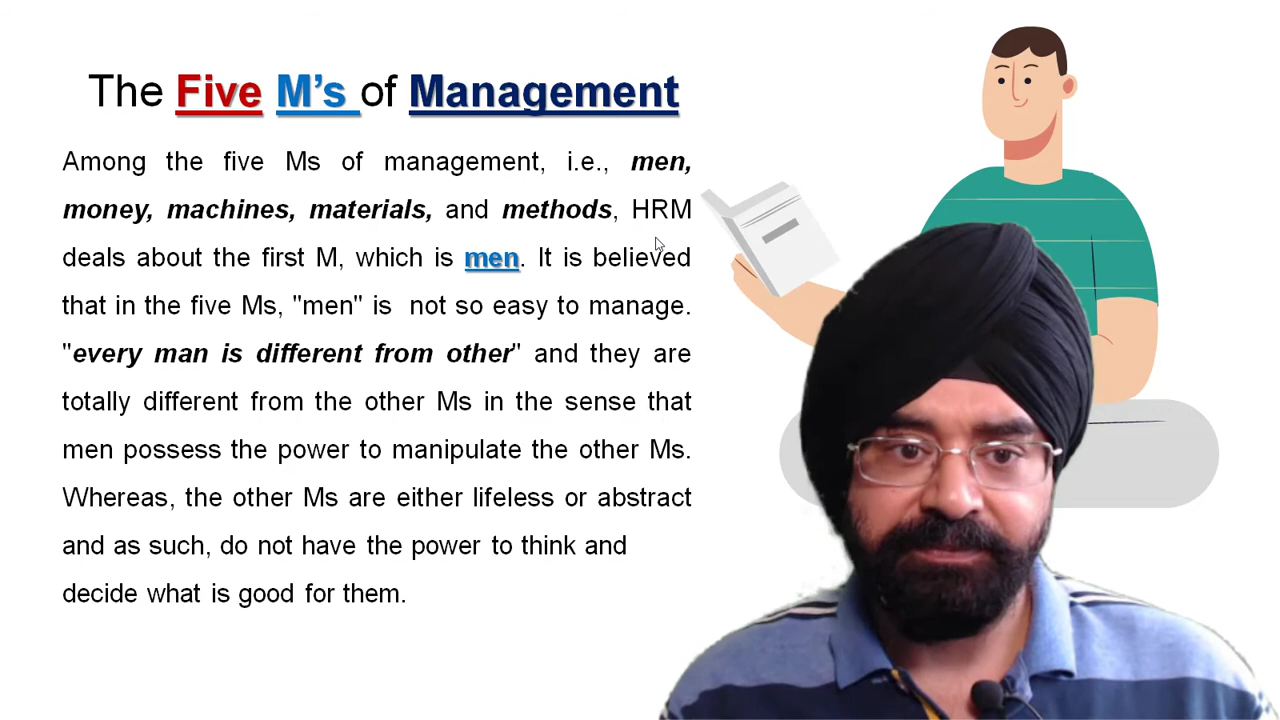 The Five M’s of Management
Among the five Ms of management, i.e., men,
money, machines, materials, and methods, HRM
deals about the first M, which is men. It is believed
that in the five Ms, "men" is not so easy to manage.
"every man is different from other" and they are
totally different from the other Ms in the sense that
men possess the power to manipulate the other Ms.
Whereas, the other Ms are either lifeless or abstract
and as such, do not have the power to think and
decide what is good for them.